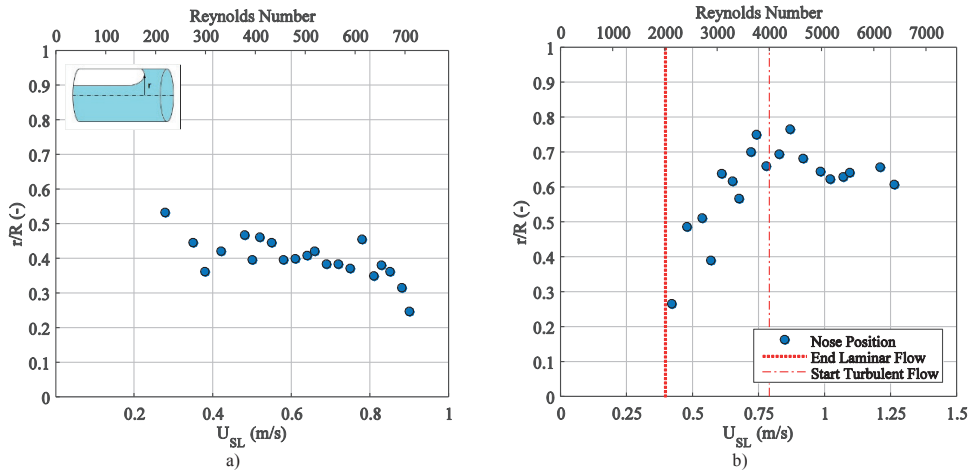 Reynolds Number
0 100 200 300 400 500 600 700
1
0.9
0.8
0.7
0.6
0.5
0.4
0.3
0.2
0.1
0
r/R (-)
r
0.2 0.4 0.6 0.8 1
U_SL (m/s)
a)
Reynolds Number
0 1000 2000 3000 4000 5000 6000 7000
1
0.9
0.8
0.7
0.6
0.5
0.4
0.3
0.2
0.1
0
r/R (-)
Nose Position
End Laminar Flow
Start Turbulent Flow
0 0.25 0.5 0.75 1 1.25 1.5
U_SL (m/s)
b)